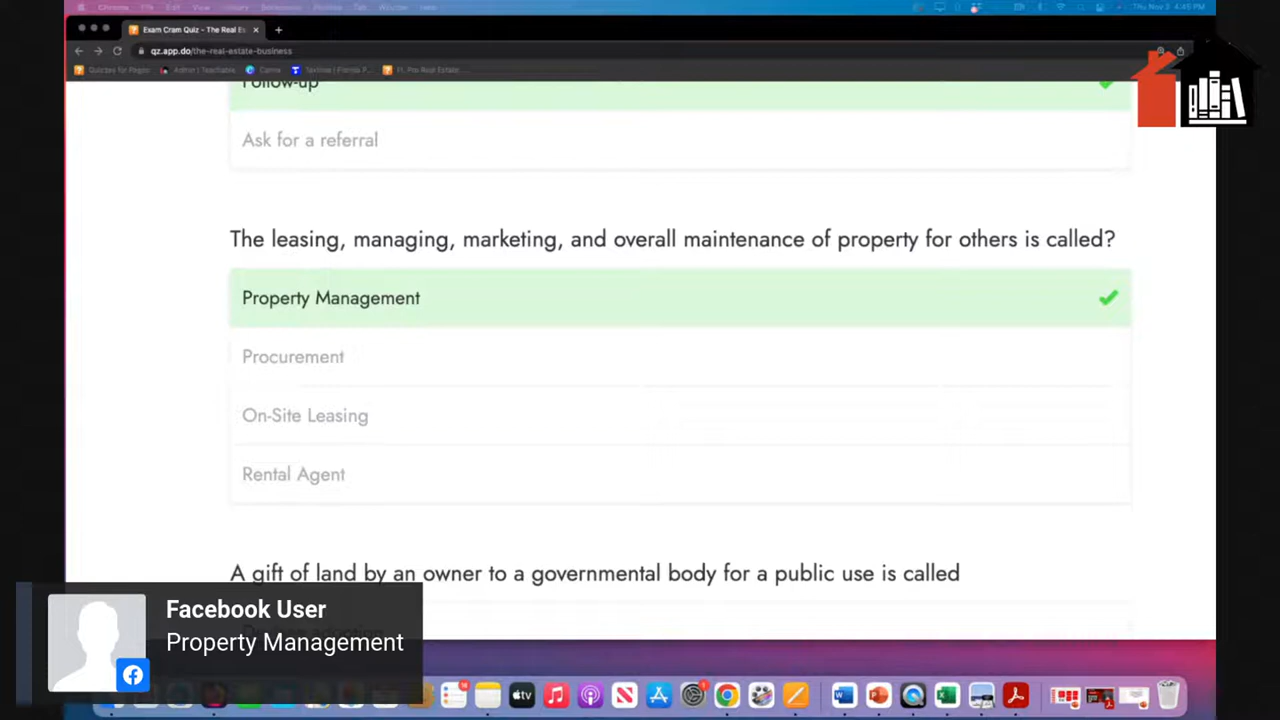 Exam Cram Quiz - The Real Es
qz.app.do/the-real-estate-business
Follow-up
Ask for a referral
The leasing, managing, marketing, and overall maintenance of property for others is called?
Property Management
Procurement
On-Site Leasing
Rental Agent
A gift of land by an owner to a governmental body for a public use is called
Facebook User
Property Management
tv